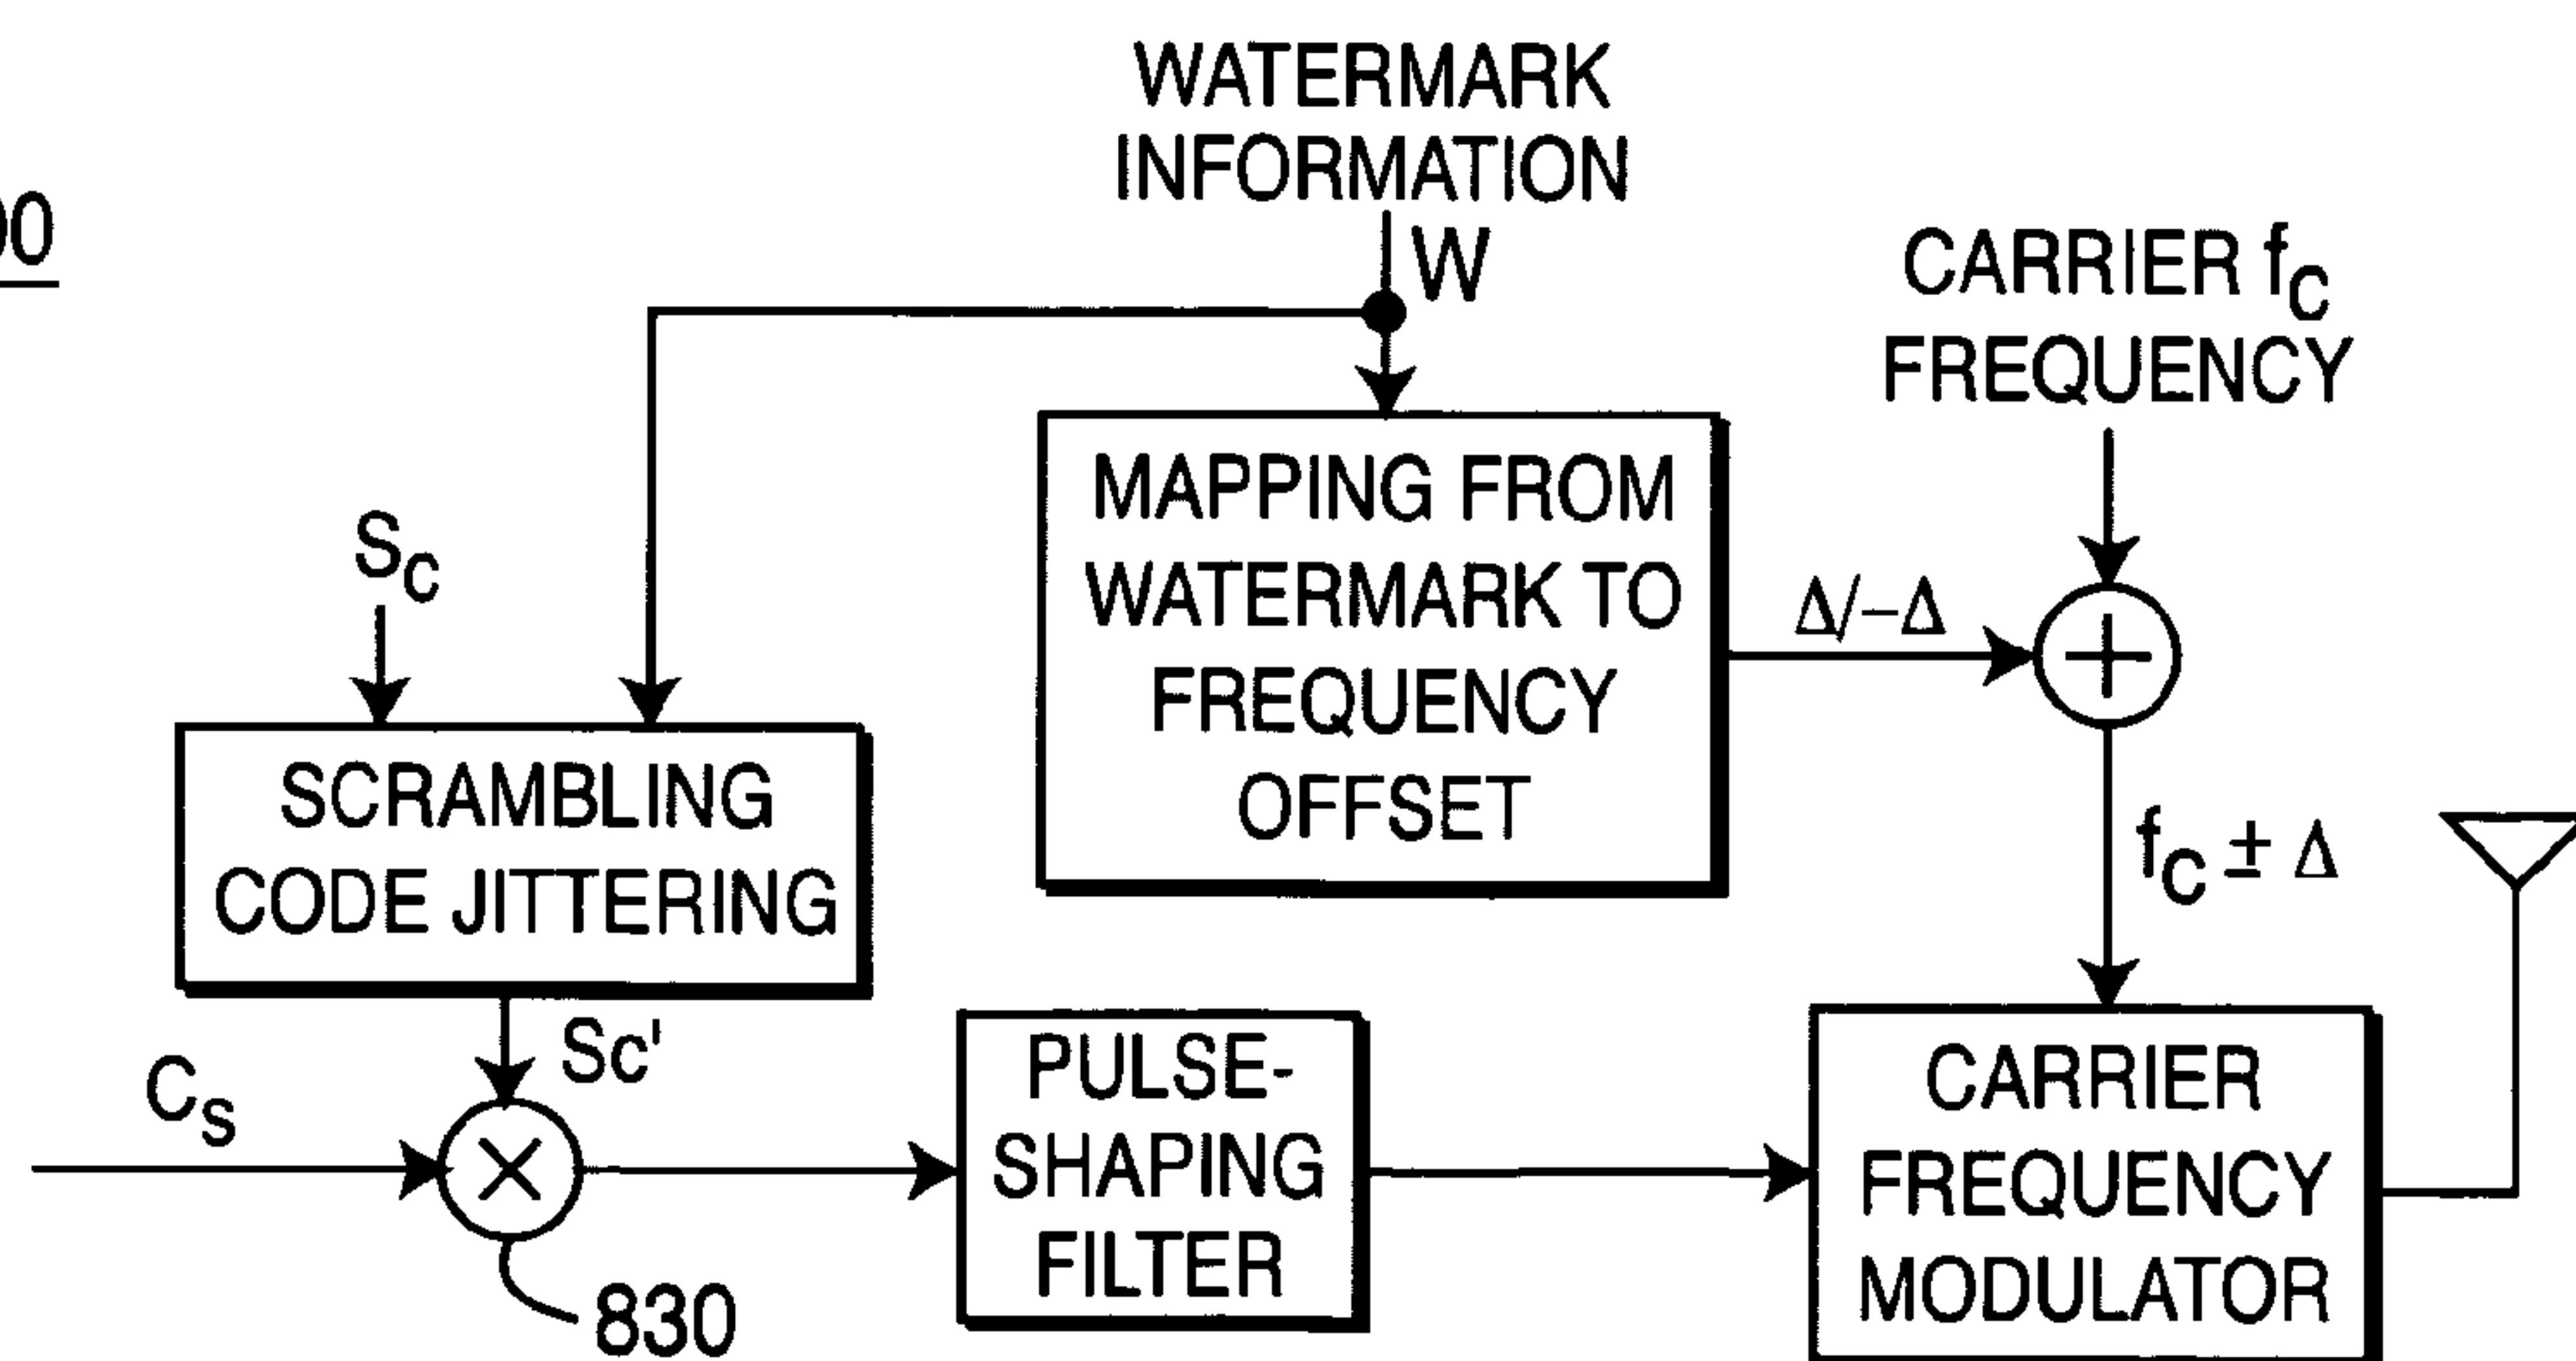 00
WATERMARK
INFORMATION
W
CARRIER fC
FREQUENCY
MAPPING FROM
WATERMARK TO
FREQUENCY
OFFSET
Δ/–Δ
SC
SCRAMBLING
CODE JITTERING
fC ± Δ
Sc'
CS
830
PULSE-
SHAPING
FILTER
CARRIER
FREQUENCY
MODULATOR